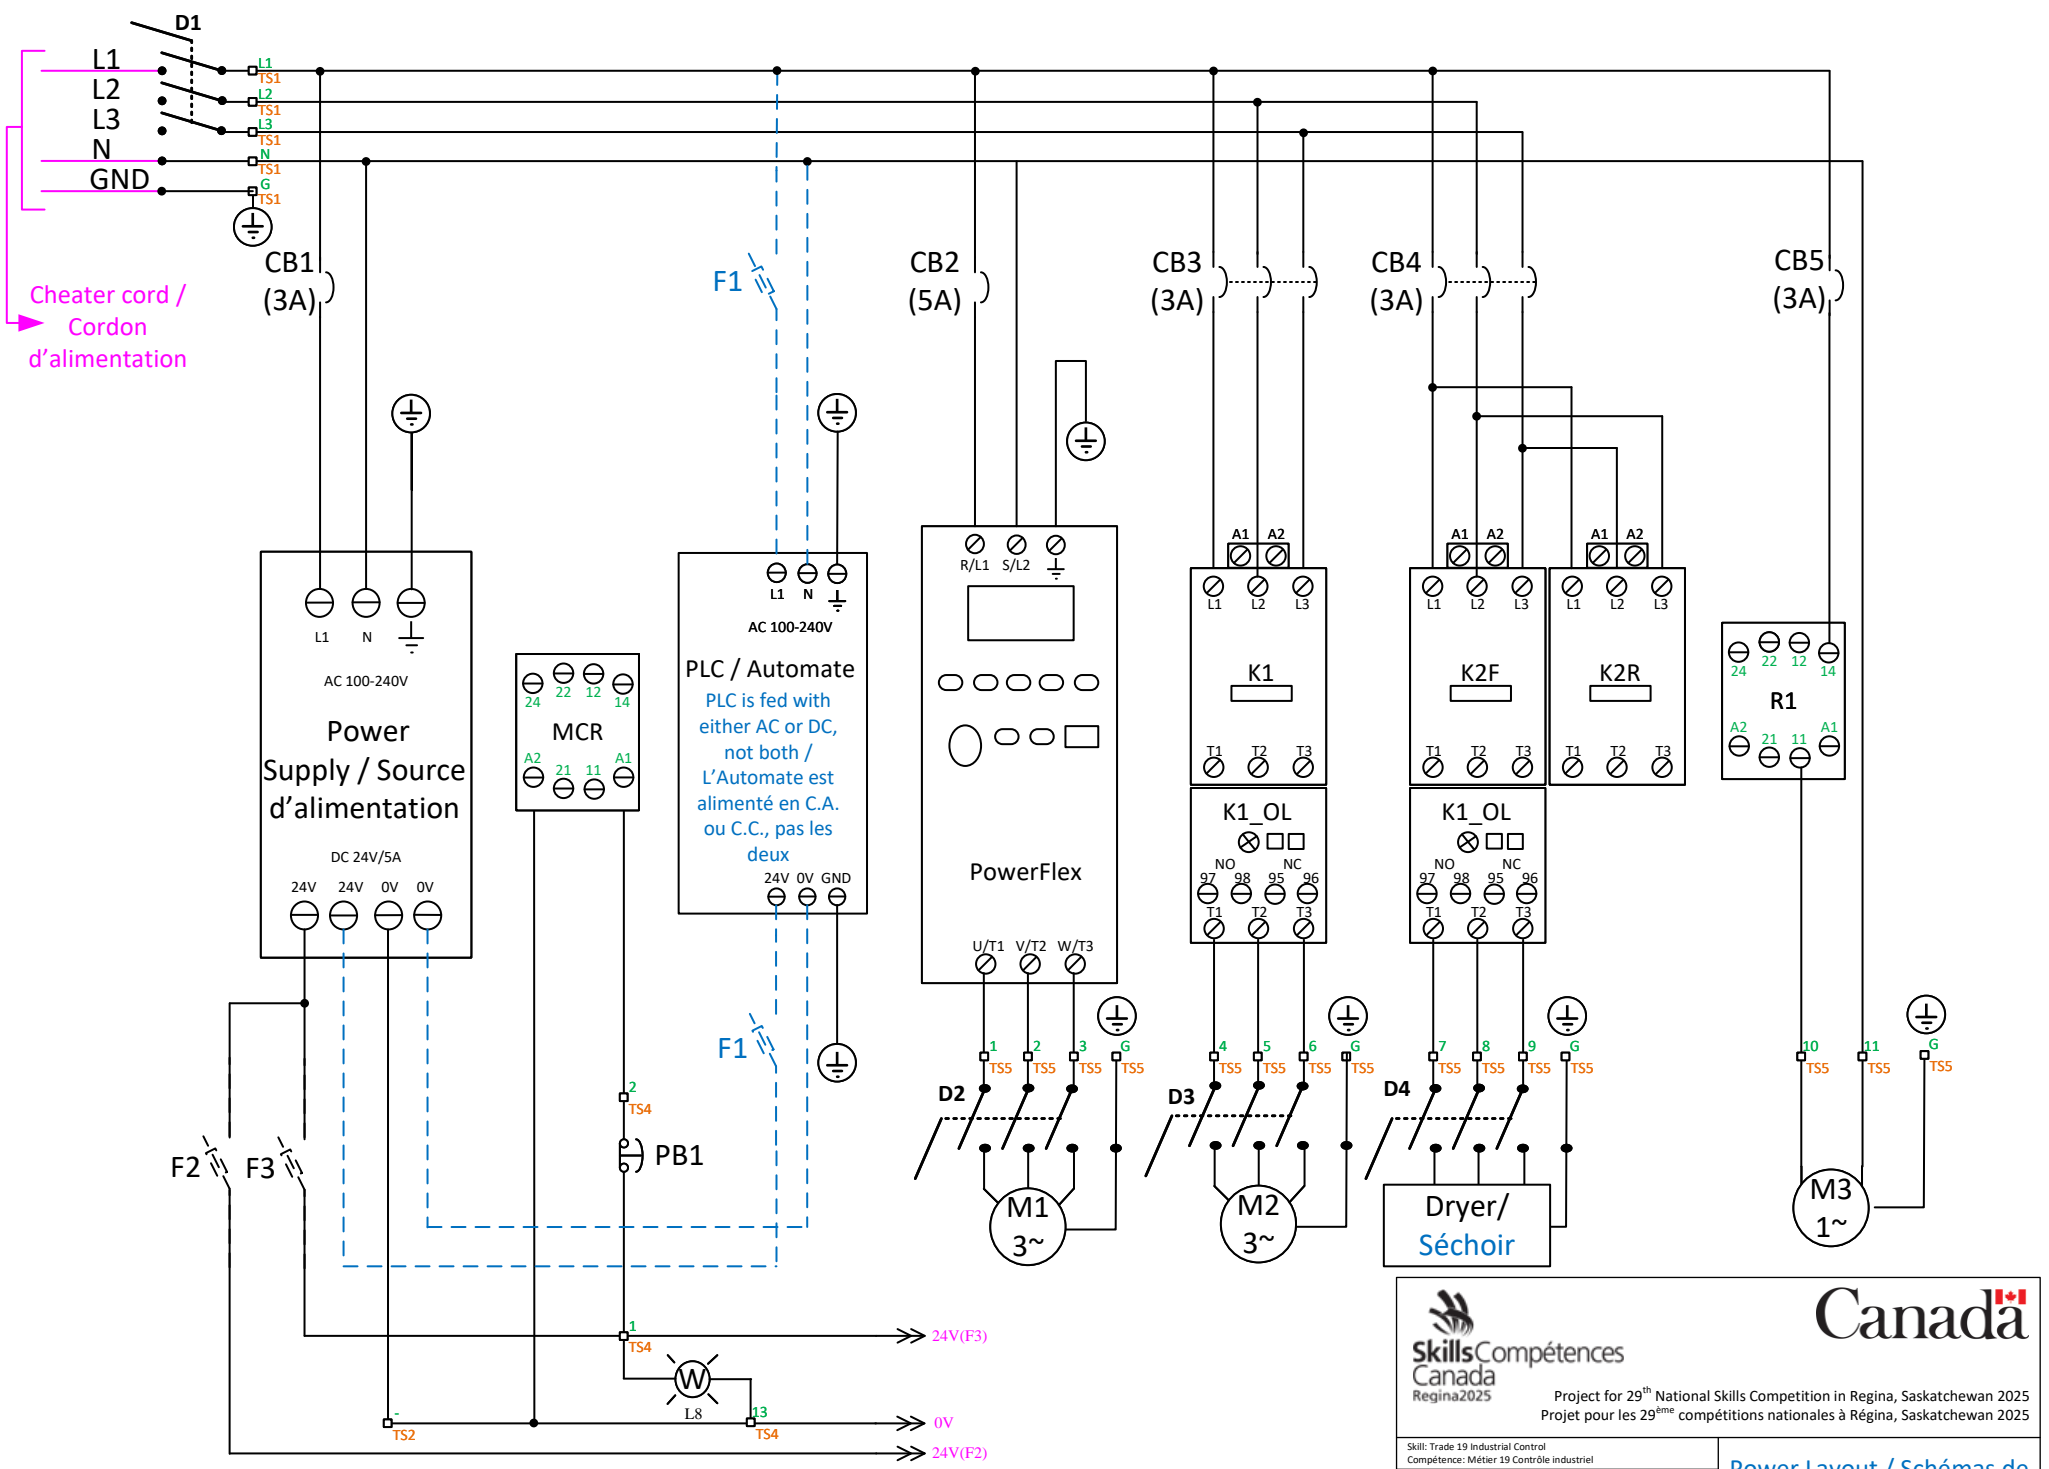 D1
L1
L2
L3
N
GND
L1
TS1
L2
TS1
L3
TS1
N
TS1
G
TS1
Cheater cord /
Cordon
d'alimentation
CB1
(3A)
F1
CB2
(5A)
CB3
(3A)
CB4
(3A)
CB5
(3A)
L1 N
AC 100-240V
Power
Supply / Source
d'alimentation
DC 24V/5A
24V 24V 0V 0V
24 22 12 14
MCR
A2 21 11 A1
L1 N
AC 100-240V
PLC / Automate
PLC is fed with
either AC or DC,
not both /
L'Automate est
alimenté en C.A.
ou C.C., pas les
deux
24V 0V GND
R/L1 S/L2
PowerFlex
U/T1 V/T2 W/T3
A1 A2
L1 L2 L3
K1
T1 T2 T3
K1_OL
NO NC
97 98 95 96
T1 T2 T3
A1 A2
L1 L2 L3
K2F
T1 T2 T3
K1_OL
NO NC
97 98 95 96
T1 T2 T3
A1 A2
L1 L2 L3
K2R
T1 T2 T3
24 22 12 14
R1
A2 21 11 A1
F1
1 2 3 G
TS5 TS5 TS5 TS5
4 5 6 G
TS5 TS5 TS5 TS5
7 8 9 G
TS5 TS5 TS5 TS5
10 11 G
TS5 TS5 TS5
D2
D3
D4
2
TS4
PB1
F2
F3
M1
3~
M2
3~
Dryer/
Séchoir
M3
1~
1
TS4
24V(F3)
W
L8
-
TS2
13
TS4
0V
24V(F2)
Canada
Skills Compétences
Canada
Regina2025
Project for 29th National Skills Competition in Regina, Saskatchewan 2025
Projet pour les 29ème compétitions nationales à Régina, Saskatchewan 2025
Skill: Trade 19 Industrial Control
Compétence: Métier 19 Contrôle industriel
Power Layout / Schémas de